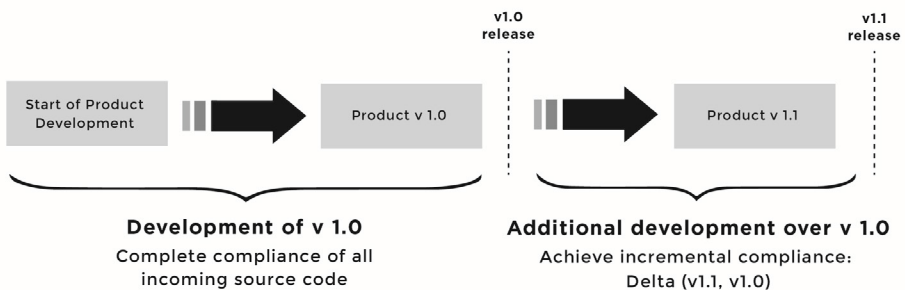 v1.0
release
v1.1
release
Start of Product
Development
Product v 1.0
Product v 1.1
Development of v 1.0
Complete compliance of all
incoming source code
Additional development over v 1.0
Achieve incremental compliance:
Delta (v1.1, v1.0)